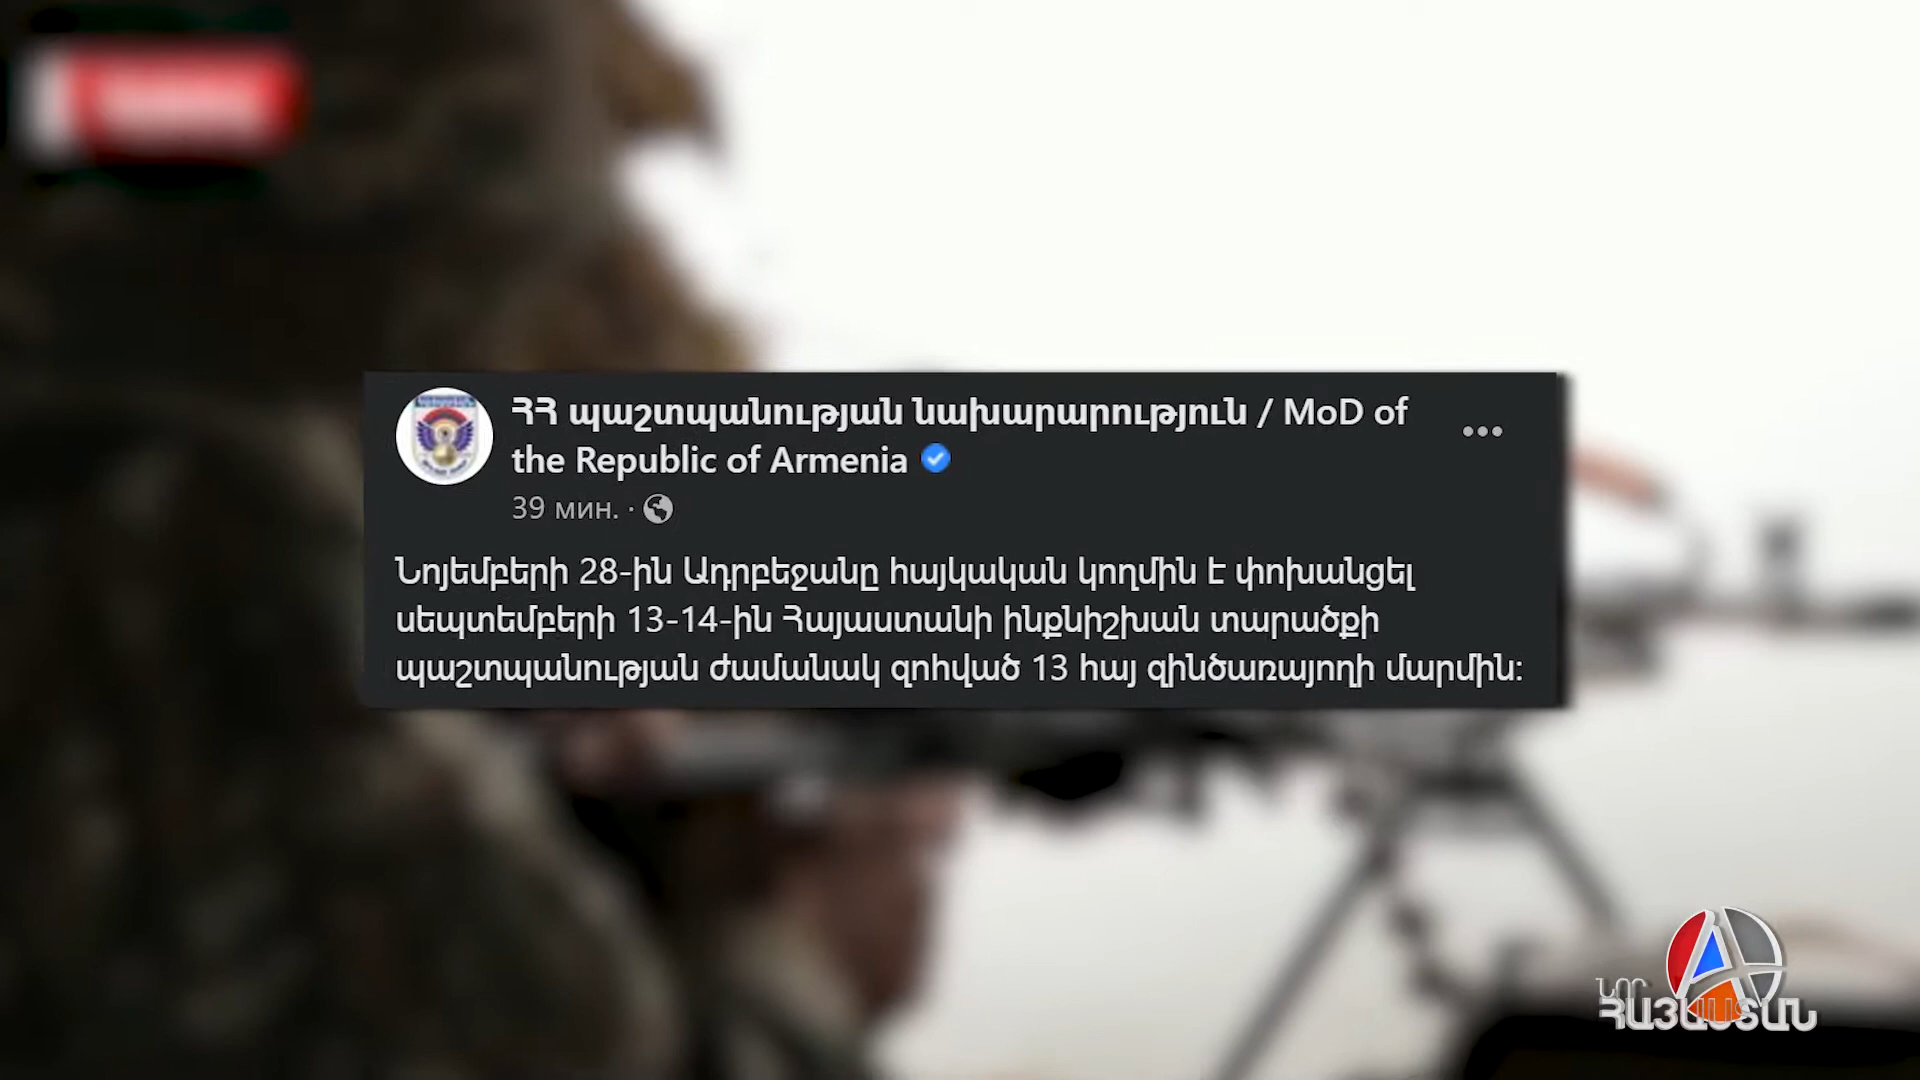 ՀՀ պաշտպանության նախարարություն / MoD of
the Republic of Armenia
39 мин. ·
Նոյեմբերի 28-ին Ադրբեջանը հայկական կողմին է փոխանցել
սեպտեմբերի 13-14-ին Հայաստանի ինքնիշխան տարածքի
պաշտպանության ժամանակ զոհված 13 հայ զինծառայողի մարմին։
ՆՈՐ
ՀԱՅԱՍՏԱՆ